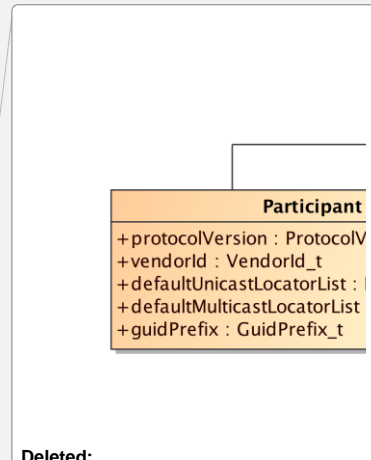 Participant
+protocolVersion : ProtocolV
+vendorId : VendorId_t
+defaultUnicastLocatorList :
+defaultMulticastLocatorList
+guidPrefix : GuidPrefix_t
Deleted: